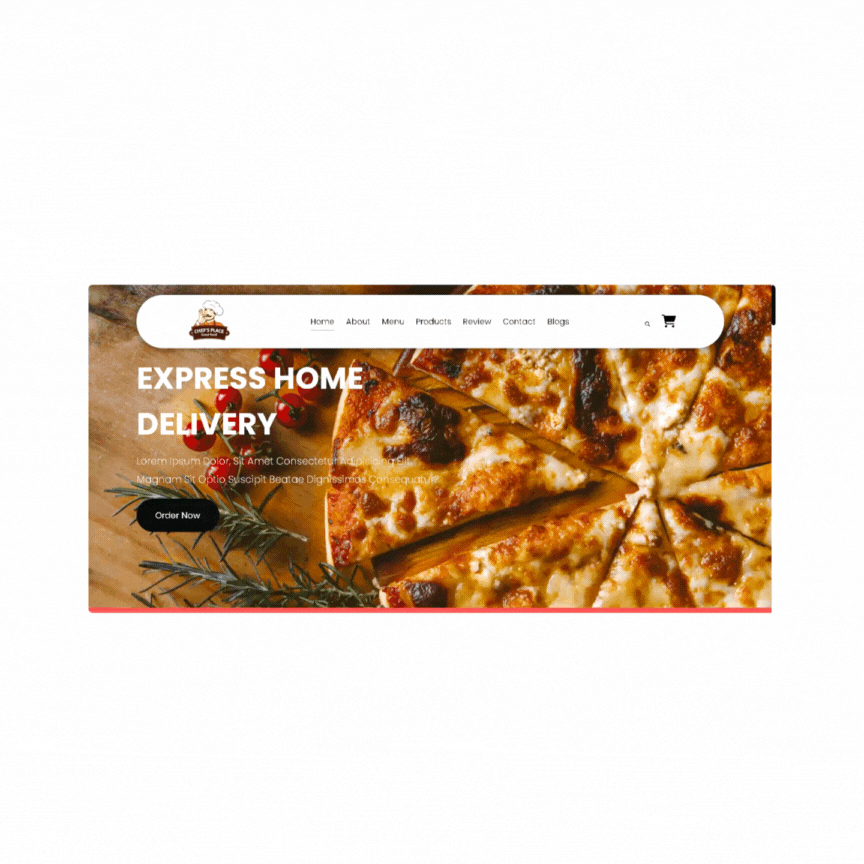 CHEF'S PLACE
Home About Menu Products Review Contact Blogs
EXPRESS HOME
DELIVERY
Lorem Ipsum Dolor, Sit Amet Consectetur Adipisicing Elit.
Magnam Sit Optio Suscipit Beatae Dignissimos Consequatur?
Order Now